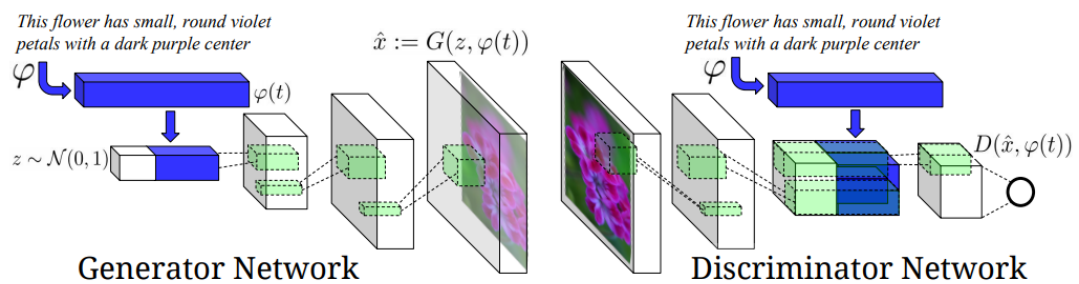 This flower has small, round violet
petals with a dark purple center
φ
φ(t)
z ∼ 𝒩(0, 1)
x̂ := G(z, φ(t))
Generator Network
This flower has small, round violet
petals with a dark purple center
φ
D(x̂, φ(t))
Discriminator Network